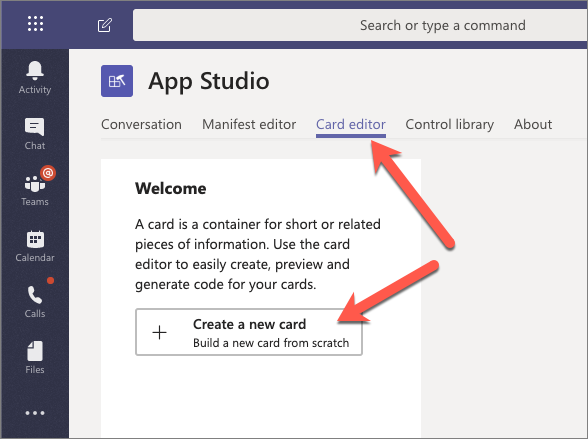 Search or type a command
Activity
Chat
@
Teams
Calendar
Calls
Files
App Studio
Conversation Manifest editor Card editor Control library About
Welcome
A card is a container for short or related
pieces of information. Use the card
editor to easily create, preview and
generate code for your cards.
+ Create a new card
Build a new card from scratch